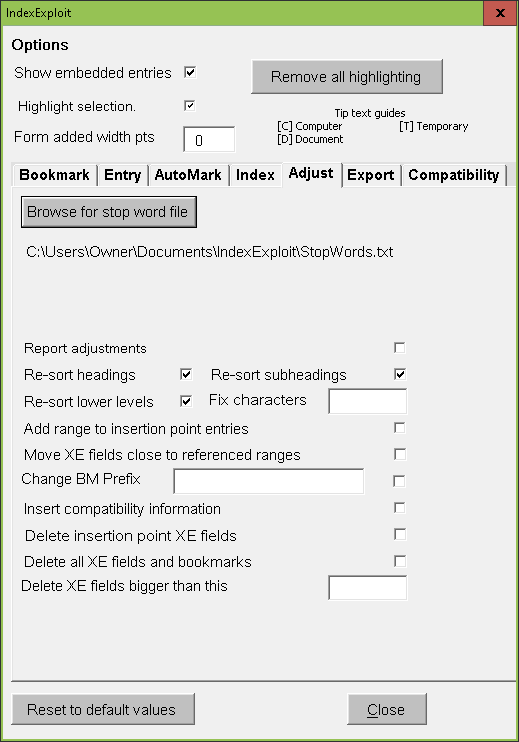 IndexExploit
x
Options
Show embedded entries
Remove all highlighting
Highlight selection.
Tip text guides
[C] Computer [T] Temporary
[D] Document
Form added width pts 0
Bookmark Entry AutoMark Index Adjust Export Compatibility
Browse for stop word file
C:\Users\Owner\Documents\IndexExploit\StopWords.txt
Report adjustments
Re-sort headings Re-sort subheadings
Re-sort lower levels Fix characters
Add range to insertion point entries
Move XE fields close to referenced ranges
Change BM Prefix
Insert compatibility information
Delete insertion point XE fields
Delete all XE fields and bookmarks
Delete XE fields bigger than this
Reset to default values Close